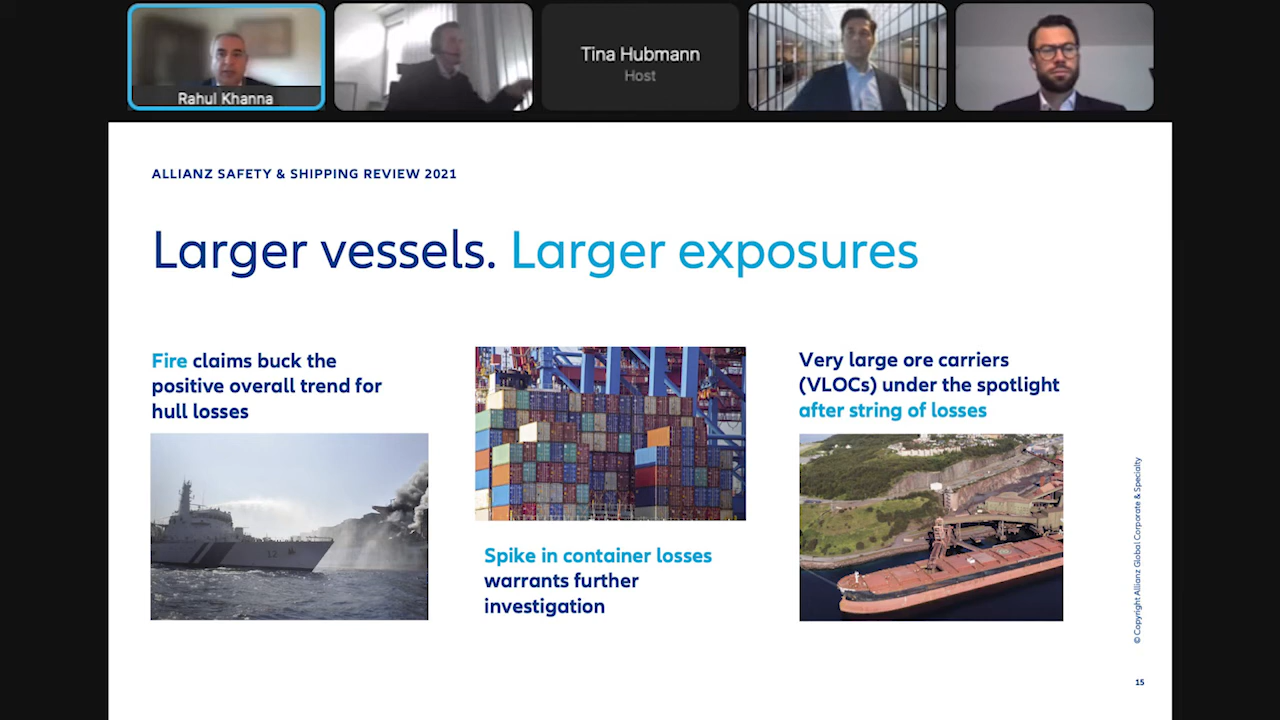 Rahul Khanna
Tina Hubmann
Host
ALLIANZ SAFETY & SHIPPING REVIEW 2021
Larger vessels. Larger exposures
Fire claims buck the
positive overall trend for
hull losses
Spike in container losses
warrants further
investigation
Very large ore carriers
(VLOCs) under the spotlight
after string of losses
© Copyright Allianz Global Corporate & Specialty
15